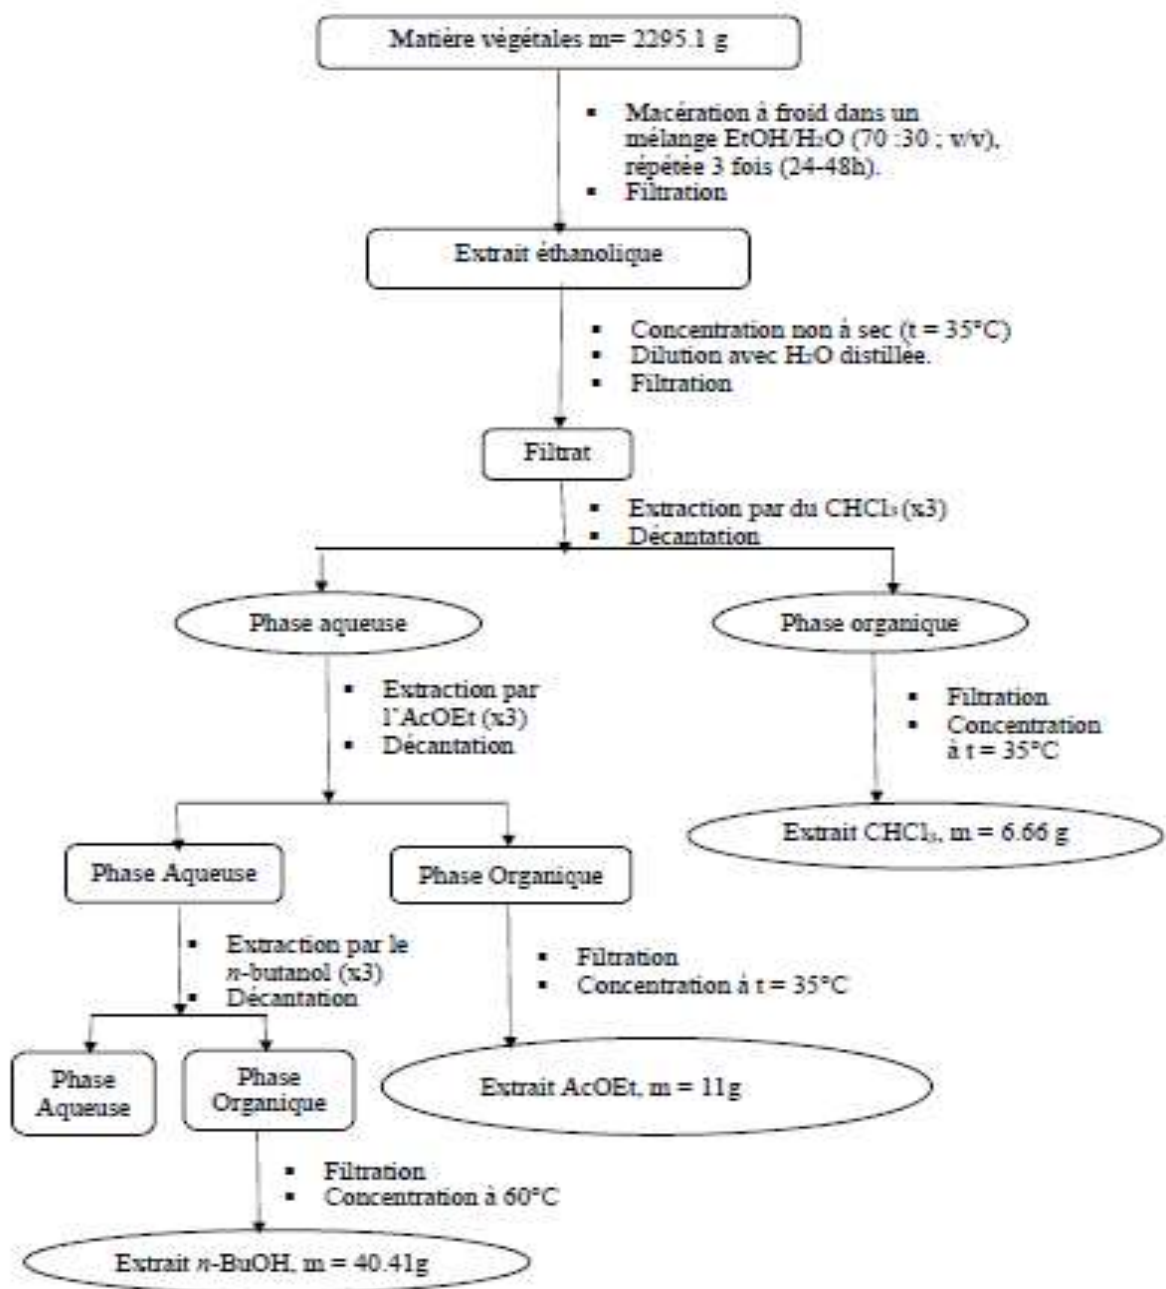 Matière végétales m= 2295.1 g
▪ Macération à froid dans un
mélange EtOH/H₂O (70 :30 ; v/v),
répétée 3 fois (24-48h).
▪ Filtration
Extrait éthanolique
▪ Concentration non à sec (t = 35°C)
▪ Dilution avec H₂O distillée.
▪ Filtration
Filtrat
▪ Extraction par du CHCl₃ (x3)
▪ Décantation
Phase aqueuse
Phase organique
▪ Extraction par
l'AcOEt (x3)
▪ Décantation
▪ Filtration
▪ Concentration
à t = 35°C
Extrait CHCl₃, m = 6.66 g
Phase Aqueuse
Phase Organique
▪ Extraction par le
n-butanol (x3)
▪ Décantation
▪ Filtration
▪ Concentration à t = 35°C
Phase
Aqueuse
Phase
Organique
Extrait AcOEt, m = 11g
▪ Filtration
▪ Concentration à 60°C
Extrait n-BuOH, m = 40.41g